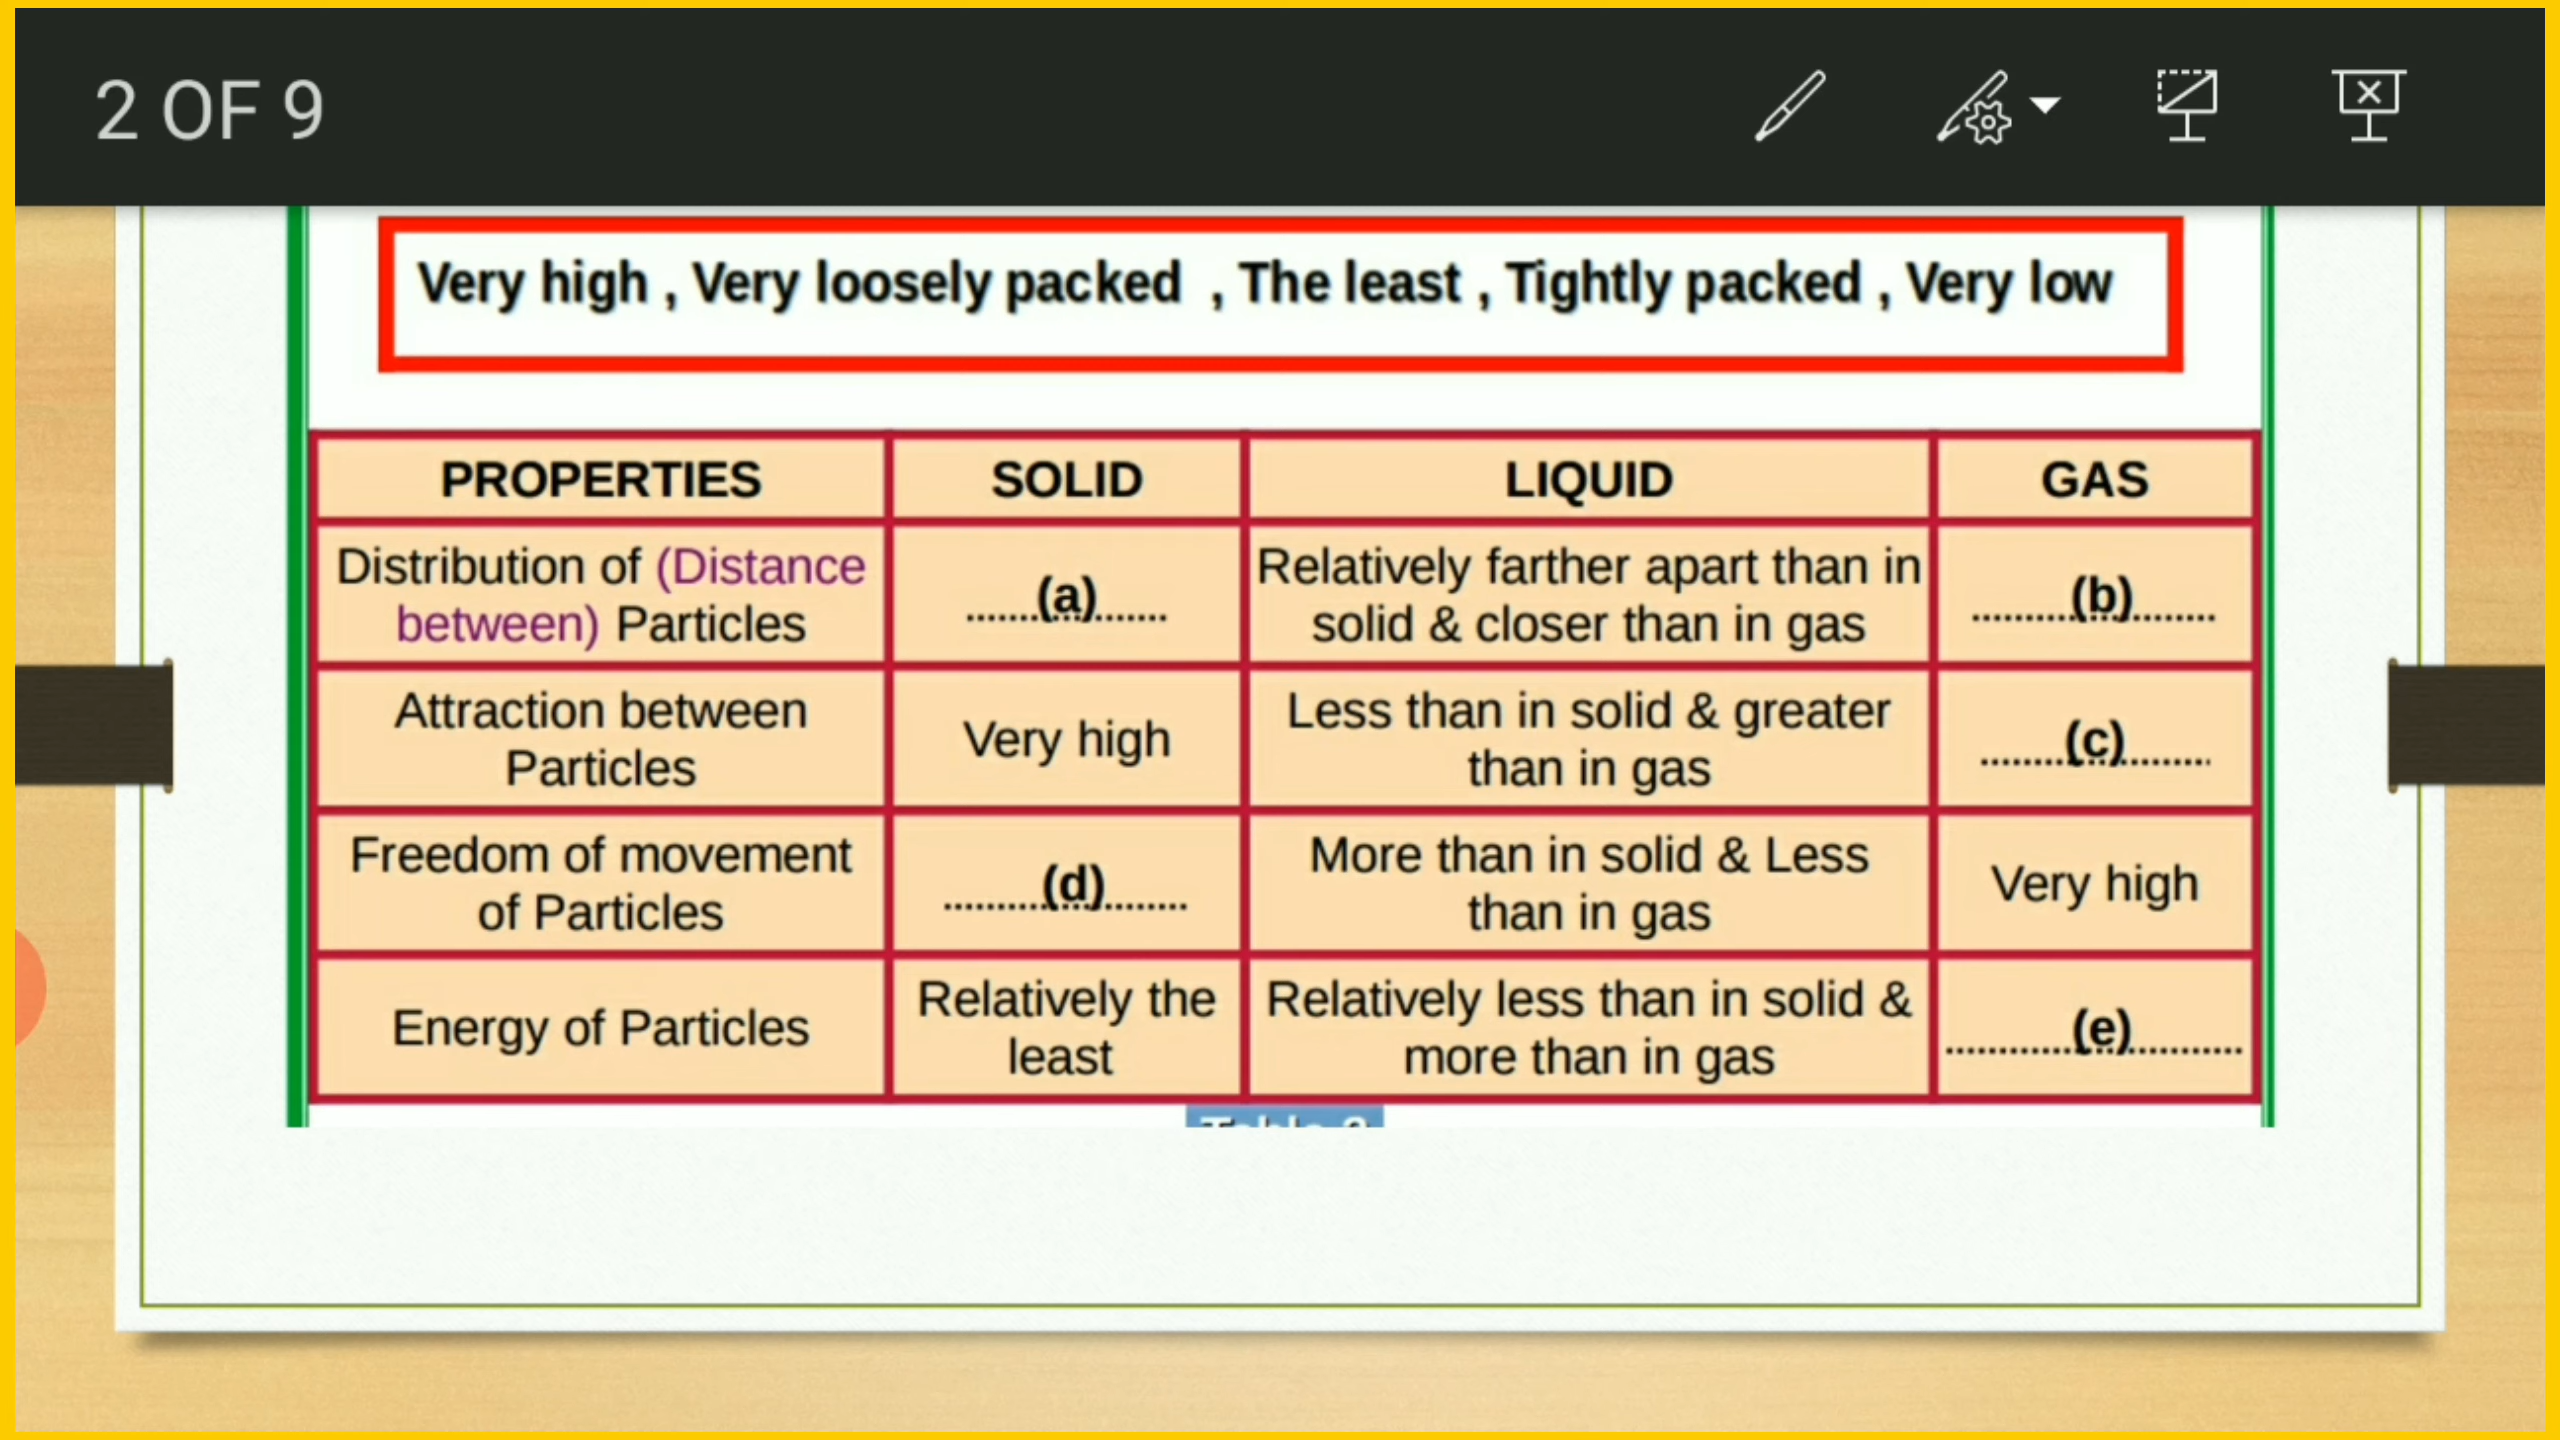 2 OF 9
Very high , Very loosely packed , The least , Tightly packed , Very low
PROPERTIES SOLID LIQUID GAS
Distribution of (Distance between) Particles
(a)
Relatively farther apart than in
solid & closer than in gas
(b)
Attraction between
Particles
Very high
Less than in solid & greater
than in gas
(c)
Freedom of movement
of Particles
(d)
More than in solid & Less
than in gas
Very high
Energy of Particles
Relatively the
least
Relatively less than in solid &
more than in gas
(e)